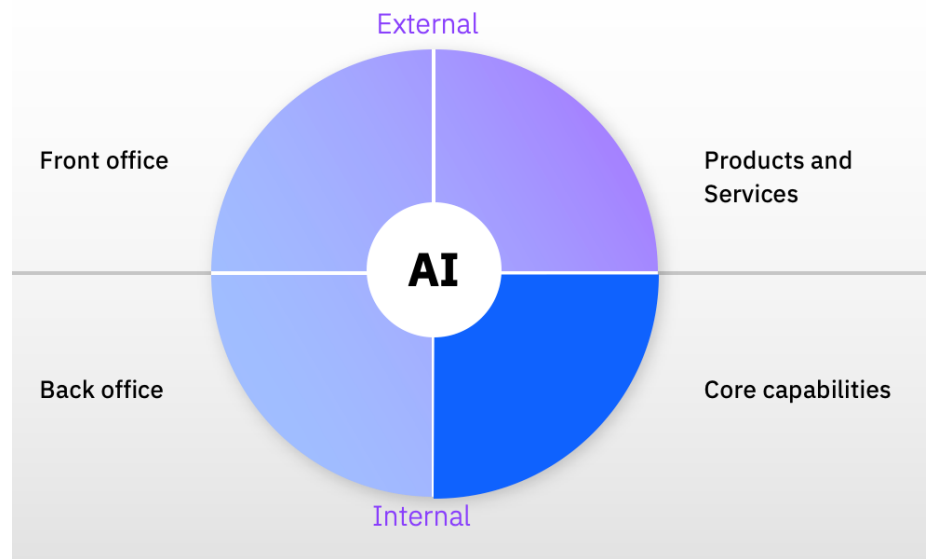 External
Front office
Products and
Services
AI
Back office
Core capabilities
Internal